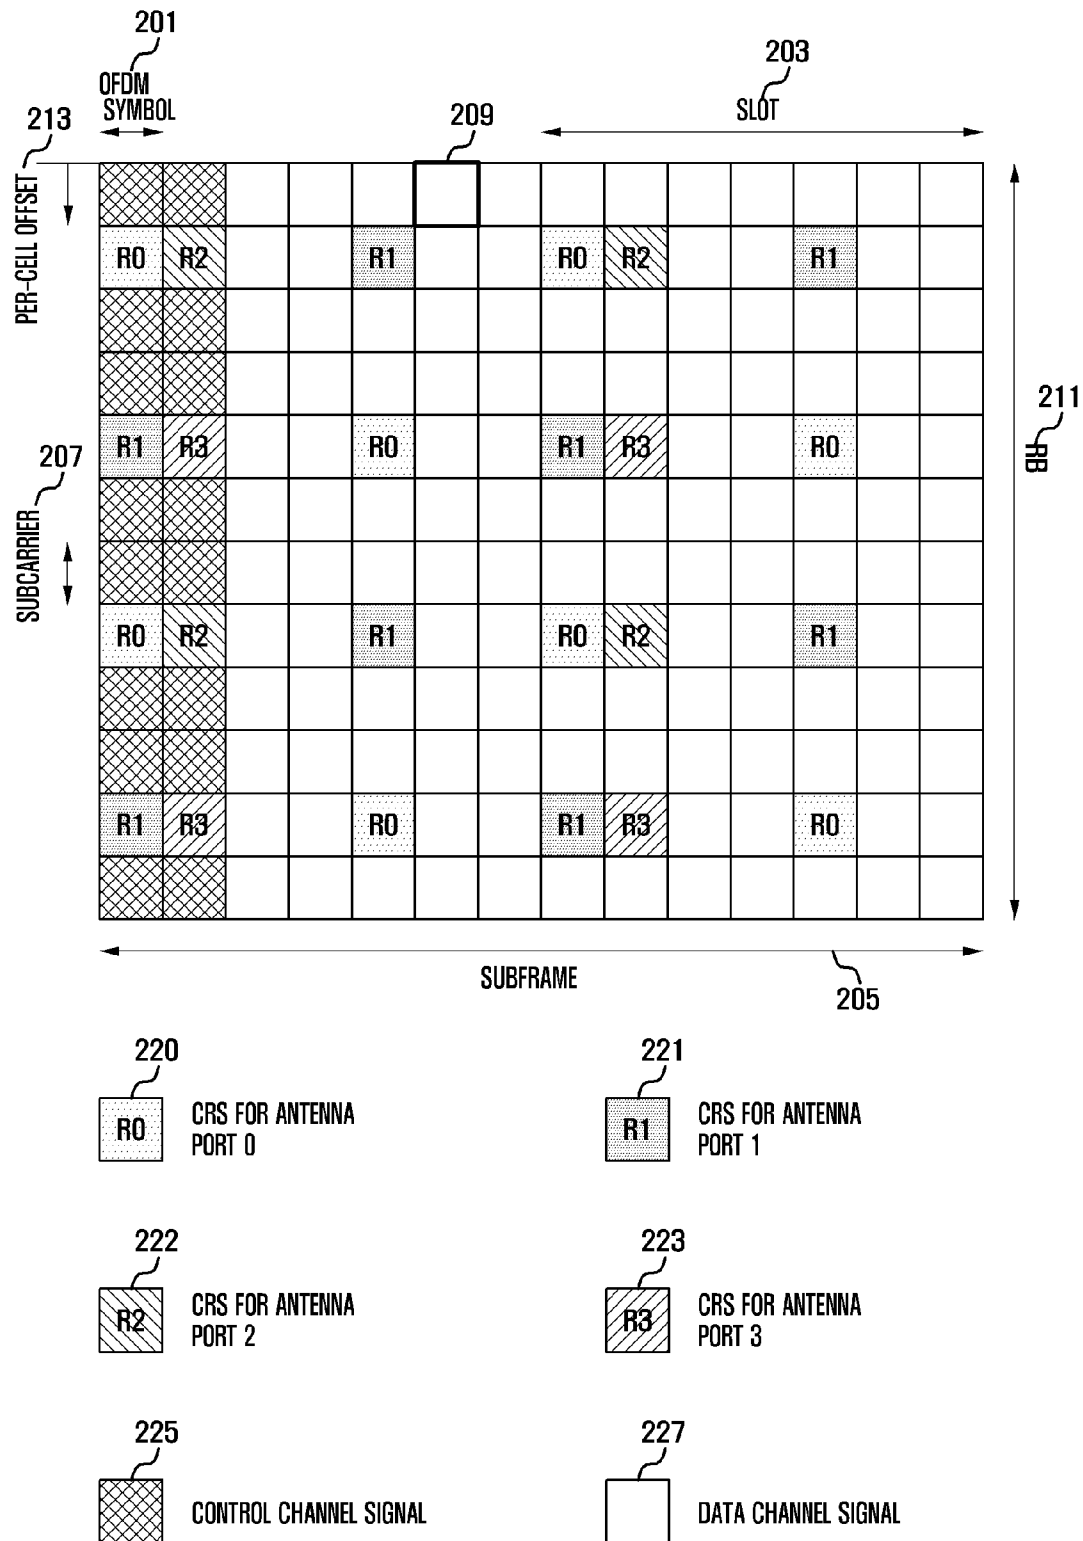 201
OFDM
SYMBOL
203
SLOT
209
213
PER-CELL OFFSET
R0 R2 R1 R0 R2 R1
R1 R3 R0 R1 R3 R0
211
RB
207
SUBCARRIER
R0 R2 R1 R0 R2 R1
R1 R3 R0 R1 R3 R0
SUBFRAME
205
220
R0
CRS FOR ANTENNA
PORT 0
221
R1
CRS FOR ANTENNA
PORT 1
222
R2
CRS FOR ANTENNA
PORT 2
223
R3
CRS FOR ANTENNA
PORT 3
225
CONTROL CHANNEL SIGNAL
227
DATA CHANNEL SIGNAL